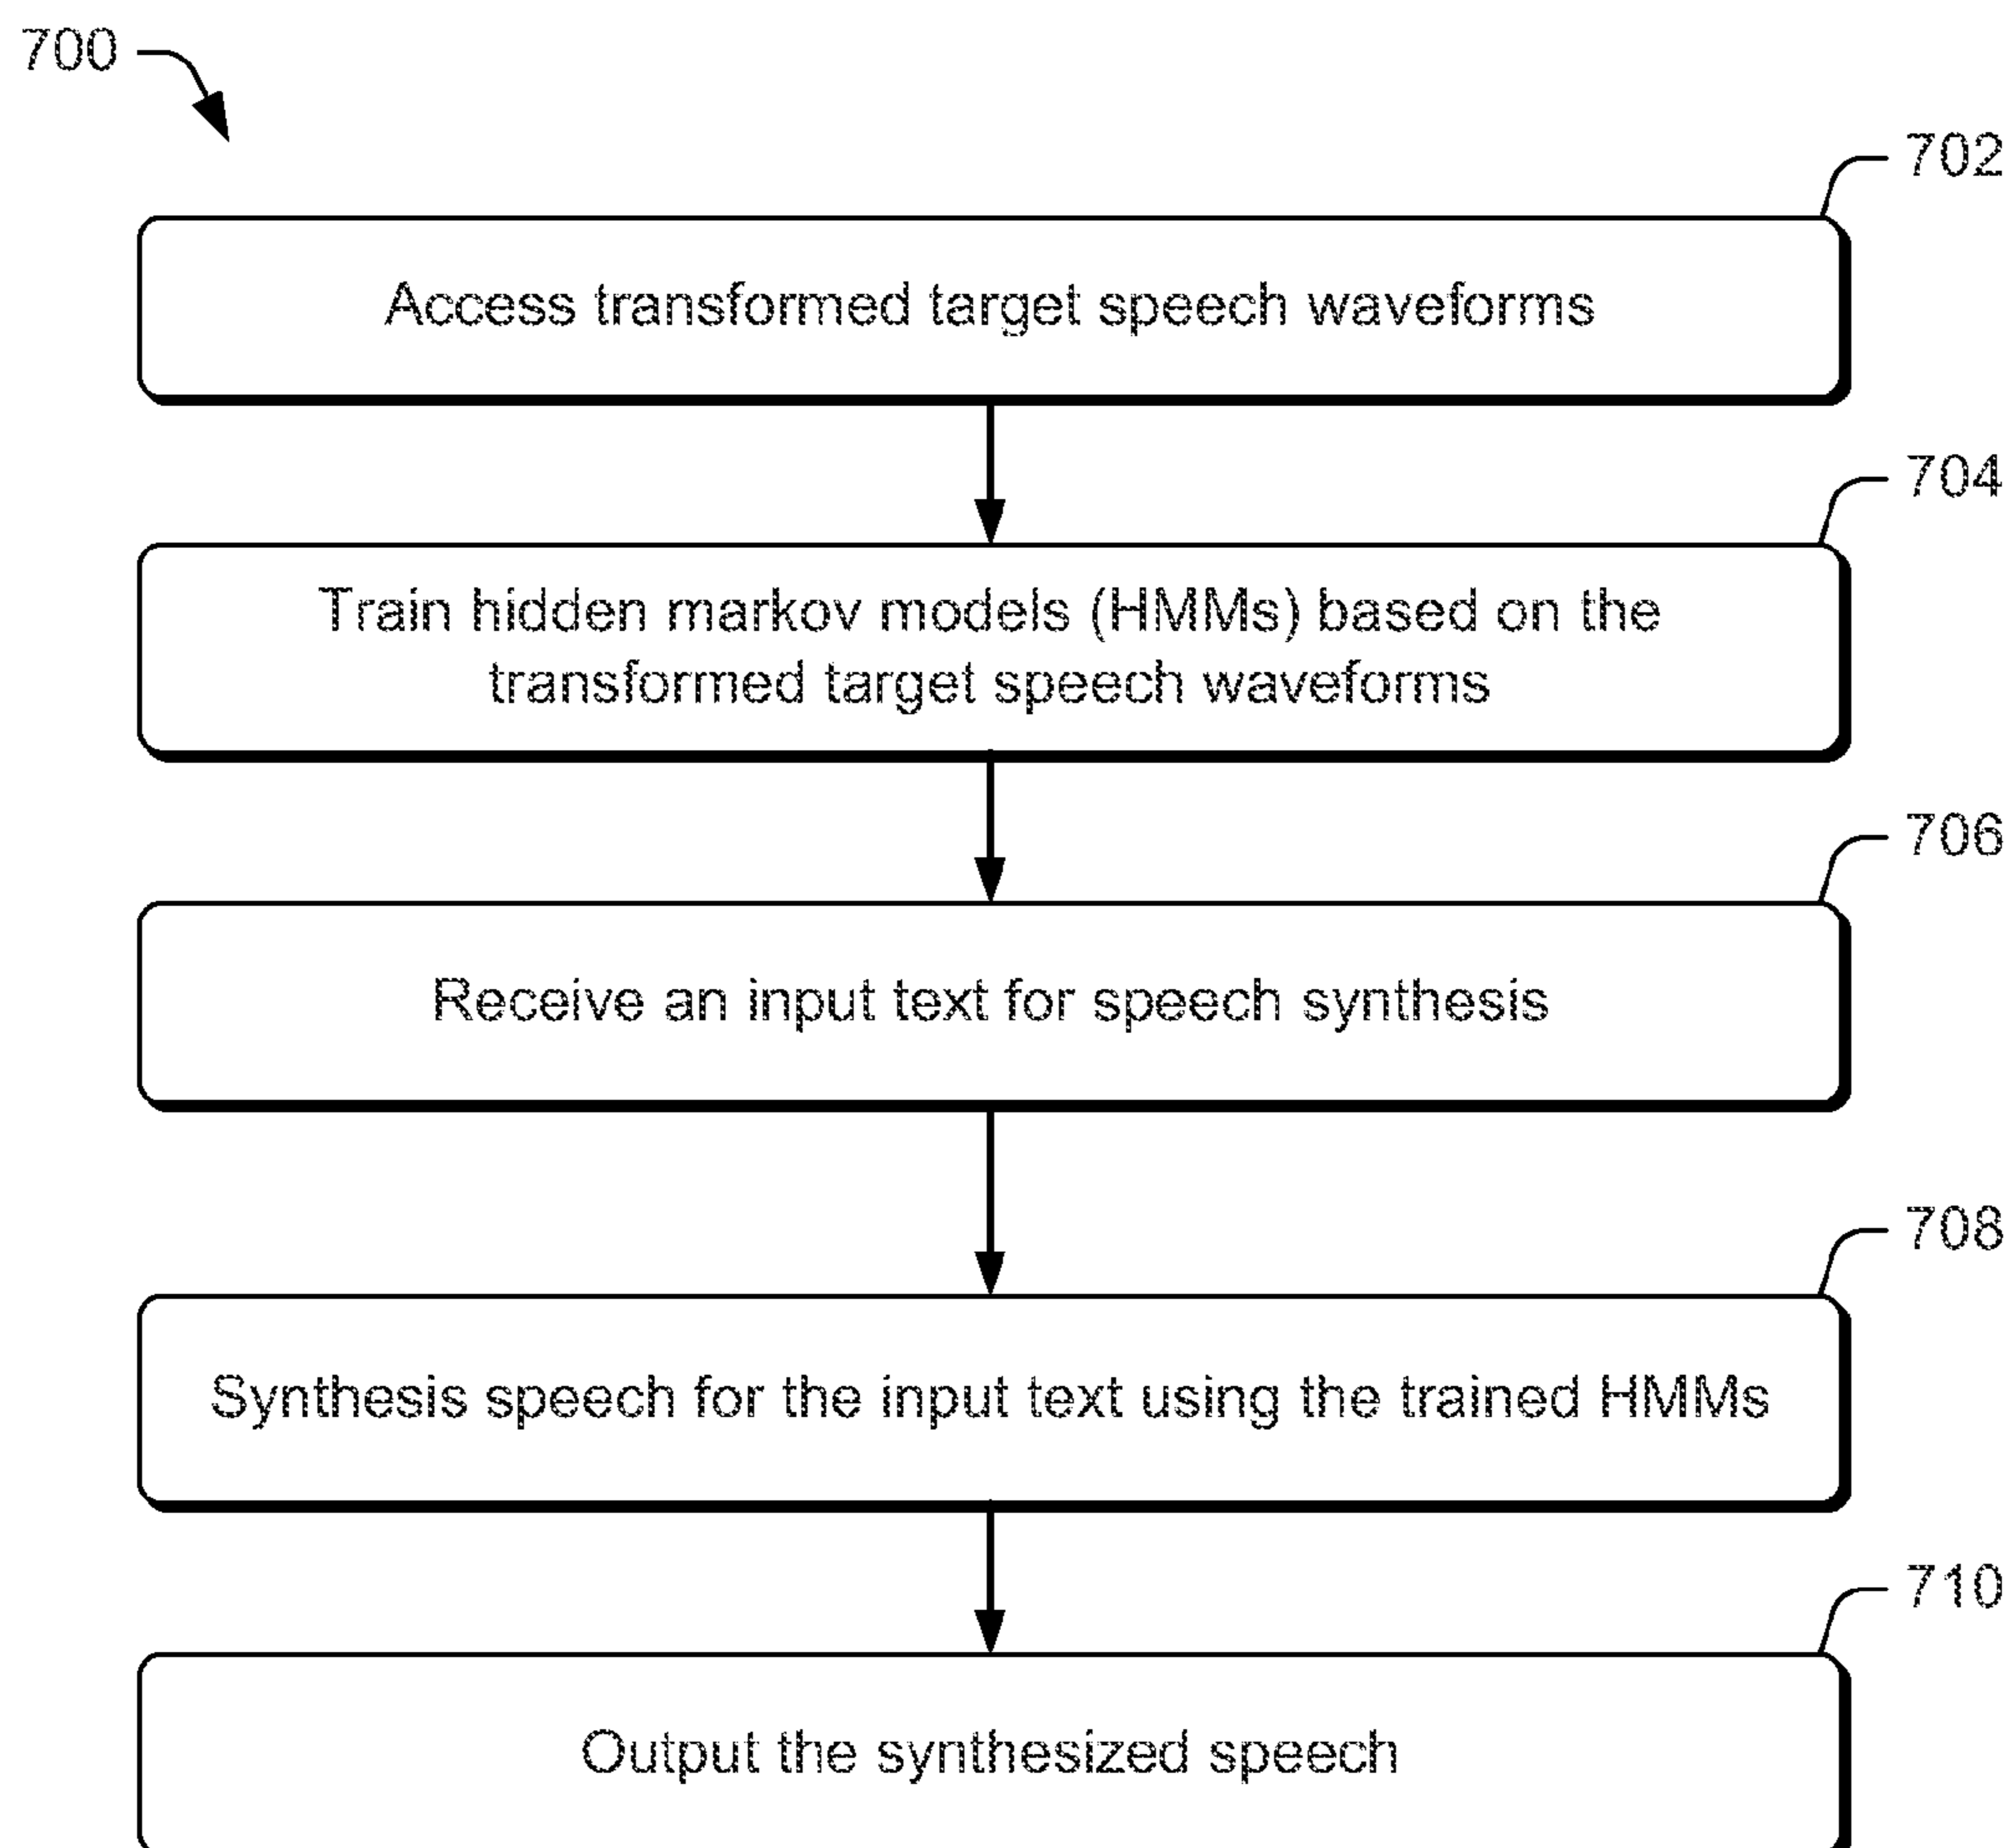 700
702
Access transformed target speech waveforms
704
Train hidden markov models (HMMs) based on the
transformed target speech waveforms
706
Receive an input text for speech synthesis
708
Synthesis speech for the input text using the trained HMMs
710
Output the synthesized speech